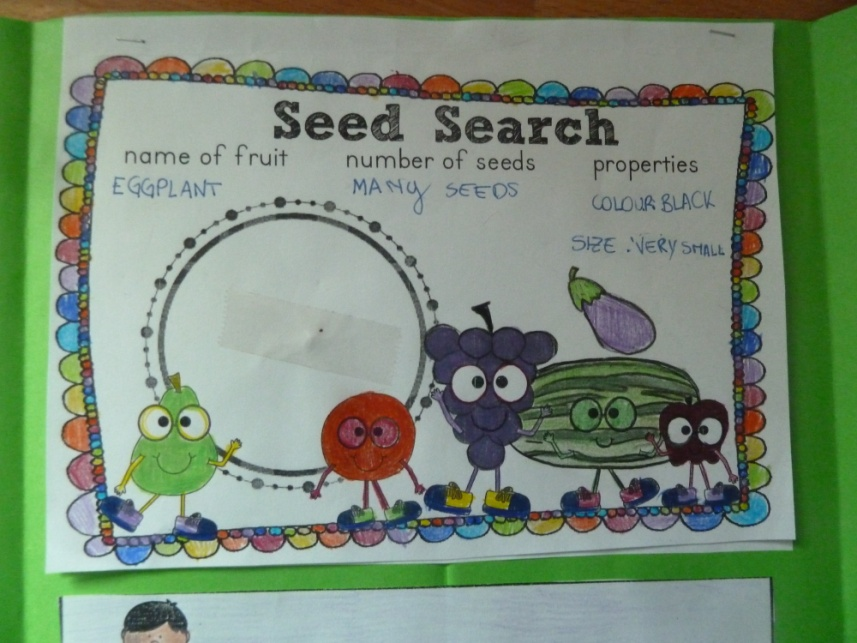 Seed Search
name of fruit number of seeds properties
EGGPLANT MANy SEEDS COLOUR: BLACK
SIZE : VERY SMALL